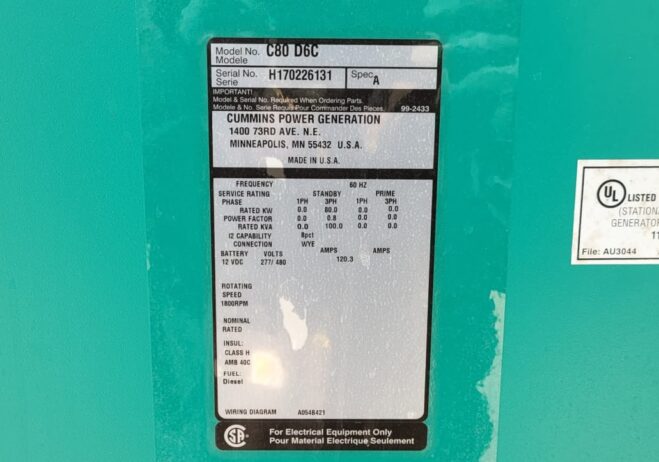 Model No. C80 D6C
Modele
Serial No. H170226131 Spec A
Serie
IMPORTANT!
Model & Serial No. Required When Ordering Parts.
Modele & No. Serie Requis Pour Commander Des Pieces. 99-2433
CUMMINS POWER GENERATION
1400 73RD AVE. N.E.
MINNEAPOLIS, MN 55432 U.S.A.
MADE IN U.S.A.
FREQUENCY 60 HZ
SERVICE RATING STANDBY PRIME
PHASE 1PH 3PH 1PH 3PH
RATED KW 0.0 80.0 0.0 0.0
POWER FACTOR 0.0 0.8 0.0 0.0
RATED KVA 0.0 100.0 0.0 0.0
I2 CAPABILITY 8pct
CONNECTION WYE
BATTERY VOLTS AMPS AMPS
12 VDC 277/ 480 120.3
ROTATING
SPEED
1800RPM
NOMINAL
RATED
INSUL:
CLASS H
AMB 40C
FUEL:
Diesel
WIRING DIAGRAM A054B421
For Electrical Equipment Only
Pour Material Electrique Seulement
UL LISTED
(STATION
GENERATOR
11
File: AU3044